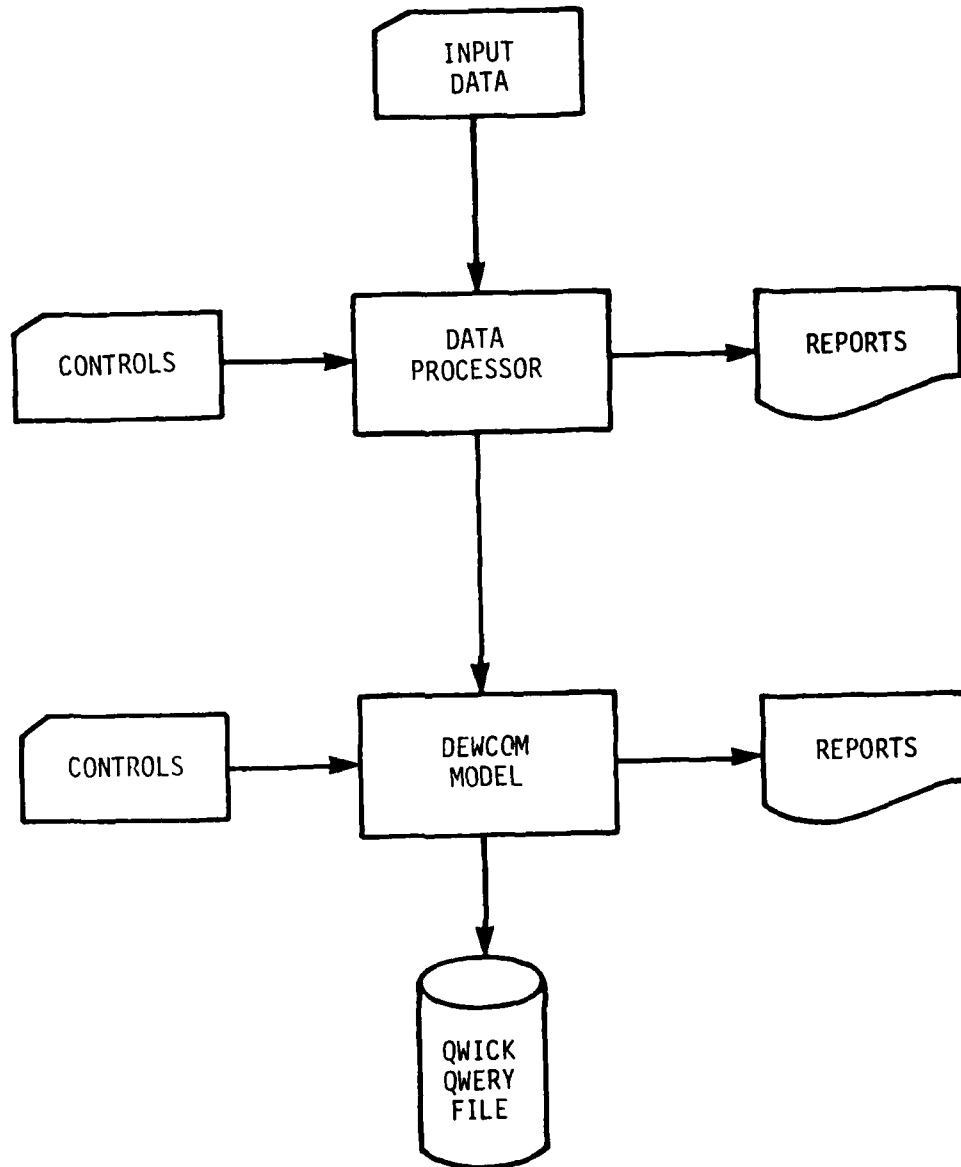 INPUT
DATA
CONTROLS
DATA
PROCESSOR
REPORTS
CONTROLS
DEWCOM
MODEL
REPORTS
QWICK
QWERY
FILE